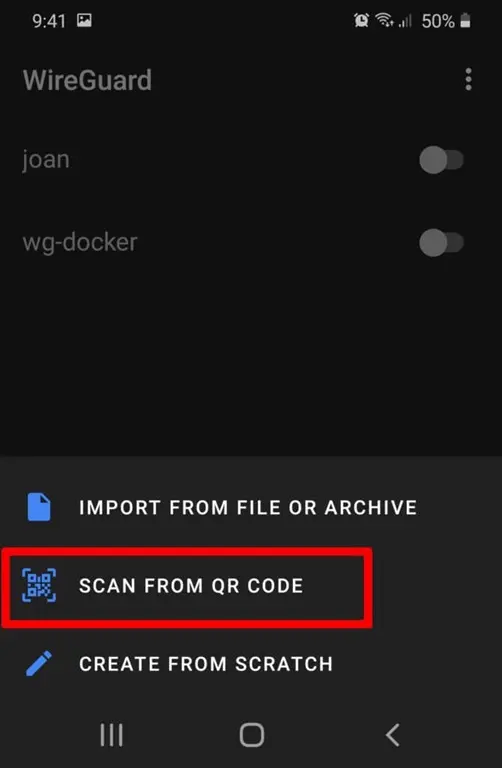 9:41 50%
WireGuard
joan
wg-docker
IMPORT FROM FILE OR ARCHIVE
SCAN FROM QR CODE
CREATE FROM SCRATCH